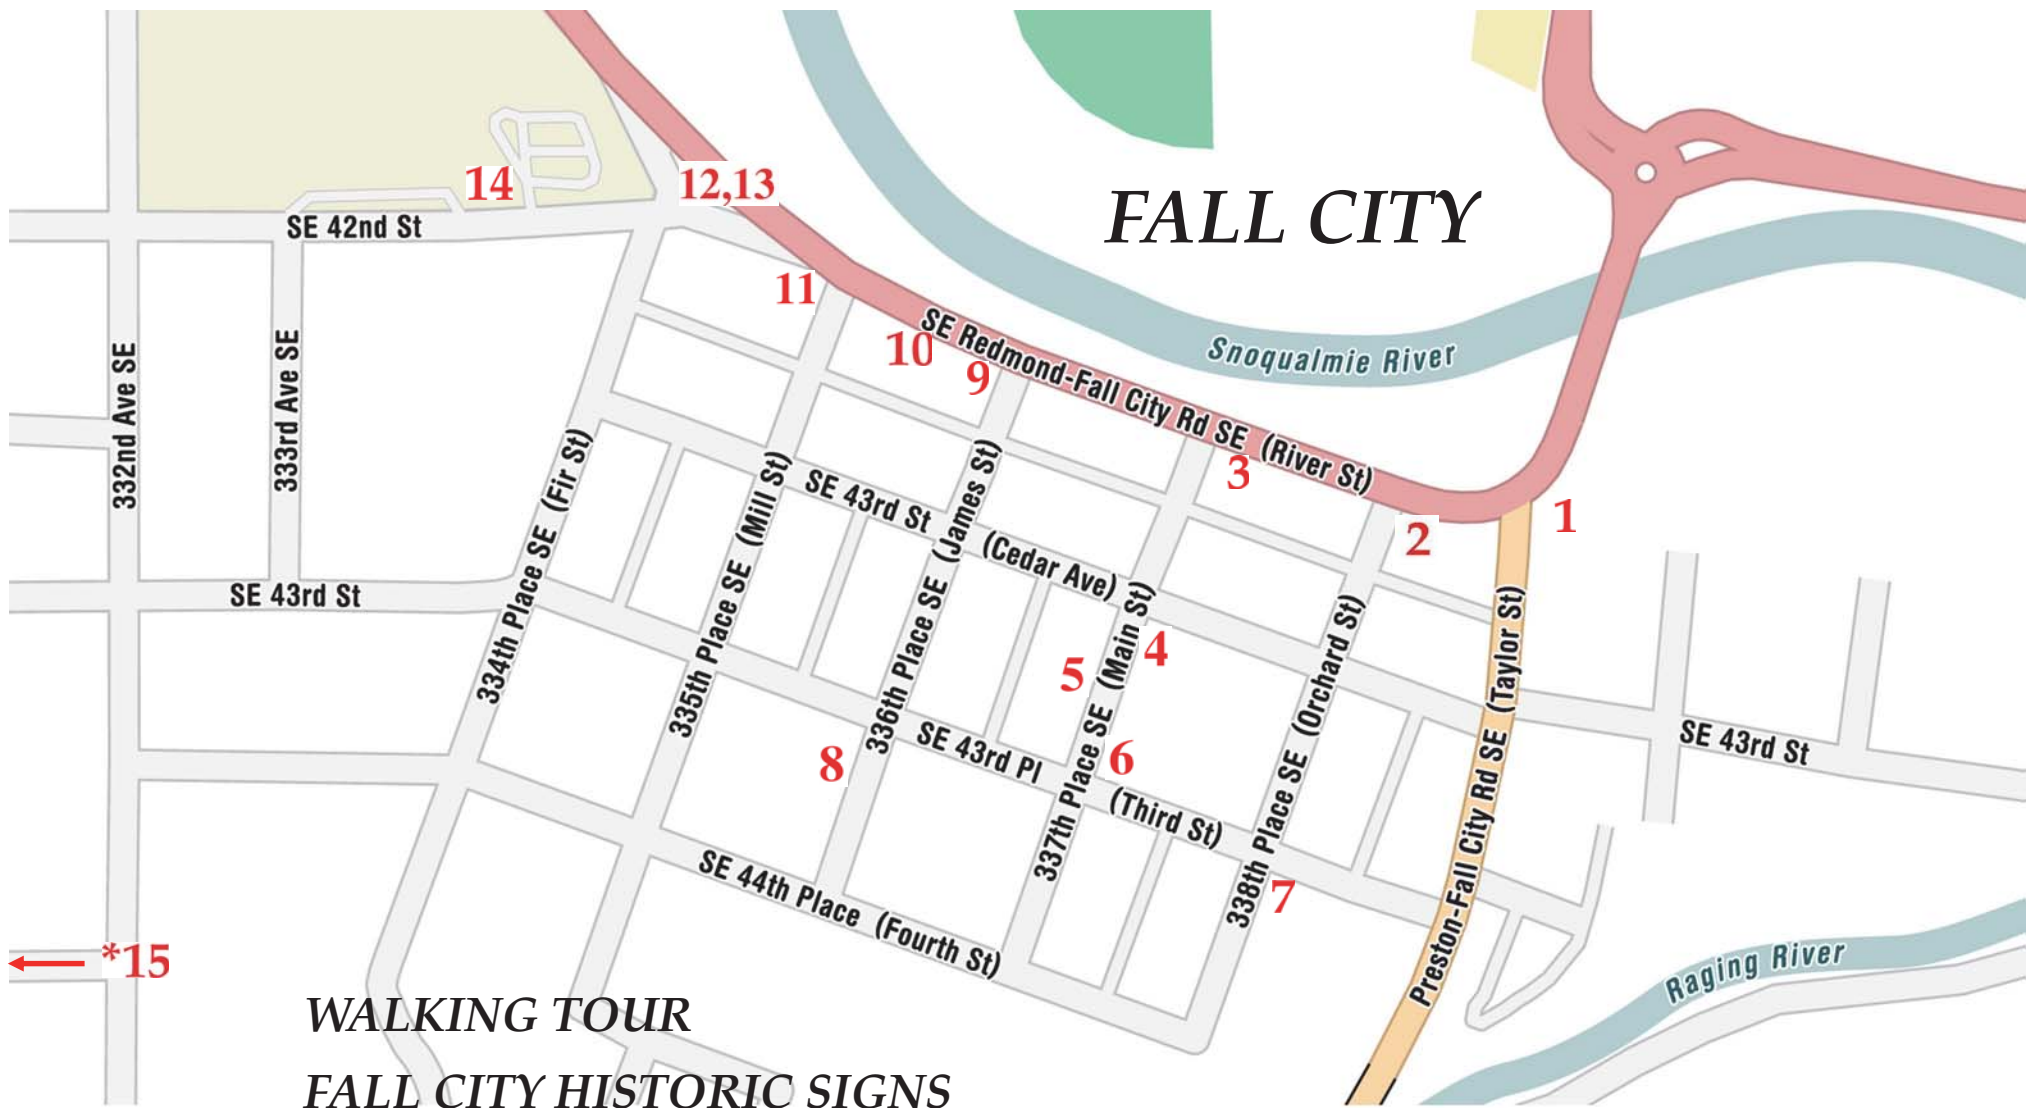 14
12,13
FALL CITY
SE 42nd St
11
10
9
SE Redmond-Fall City Rd SE (River St)
Snoqualmie River
332nd Ave SE
333rd Ave SE
334th Place SE (Fir St)
335th Place SE (Mill St)
336th Place SE (James St)
SE 43rd St (Cedar Ave)
3
2
1
SE 43rd St
337th Place SE (Main St)
4
5
6
338th Place SE (Orchard St)
Preston-Fall City Rd SE (Taylor St)
SE 43rd St
8
SE 43rd Pl (Third St)
7
SE 44th Place (Fourth St)
Raging River
*15
WALKING TOUR
FALL CITY HISTORIC SIGNS